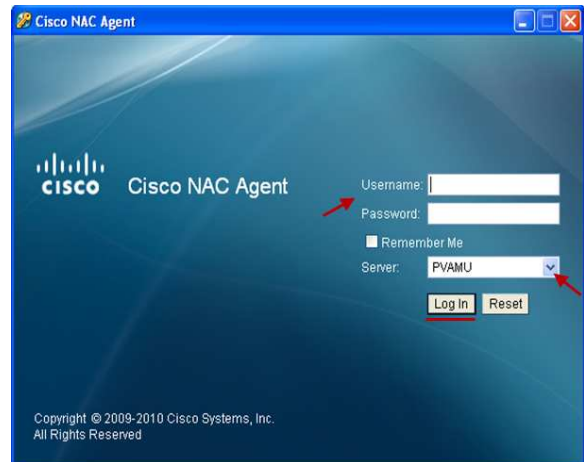 Cisco NAC Agent
CISCO
Cisco NAC Agent
Username:
Password:
Remember Me
Server: PVAMU
Log In Reset
Copyright © 2009-2010 Cisco Systems, Inc.
All Rights Reserved